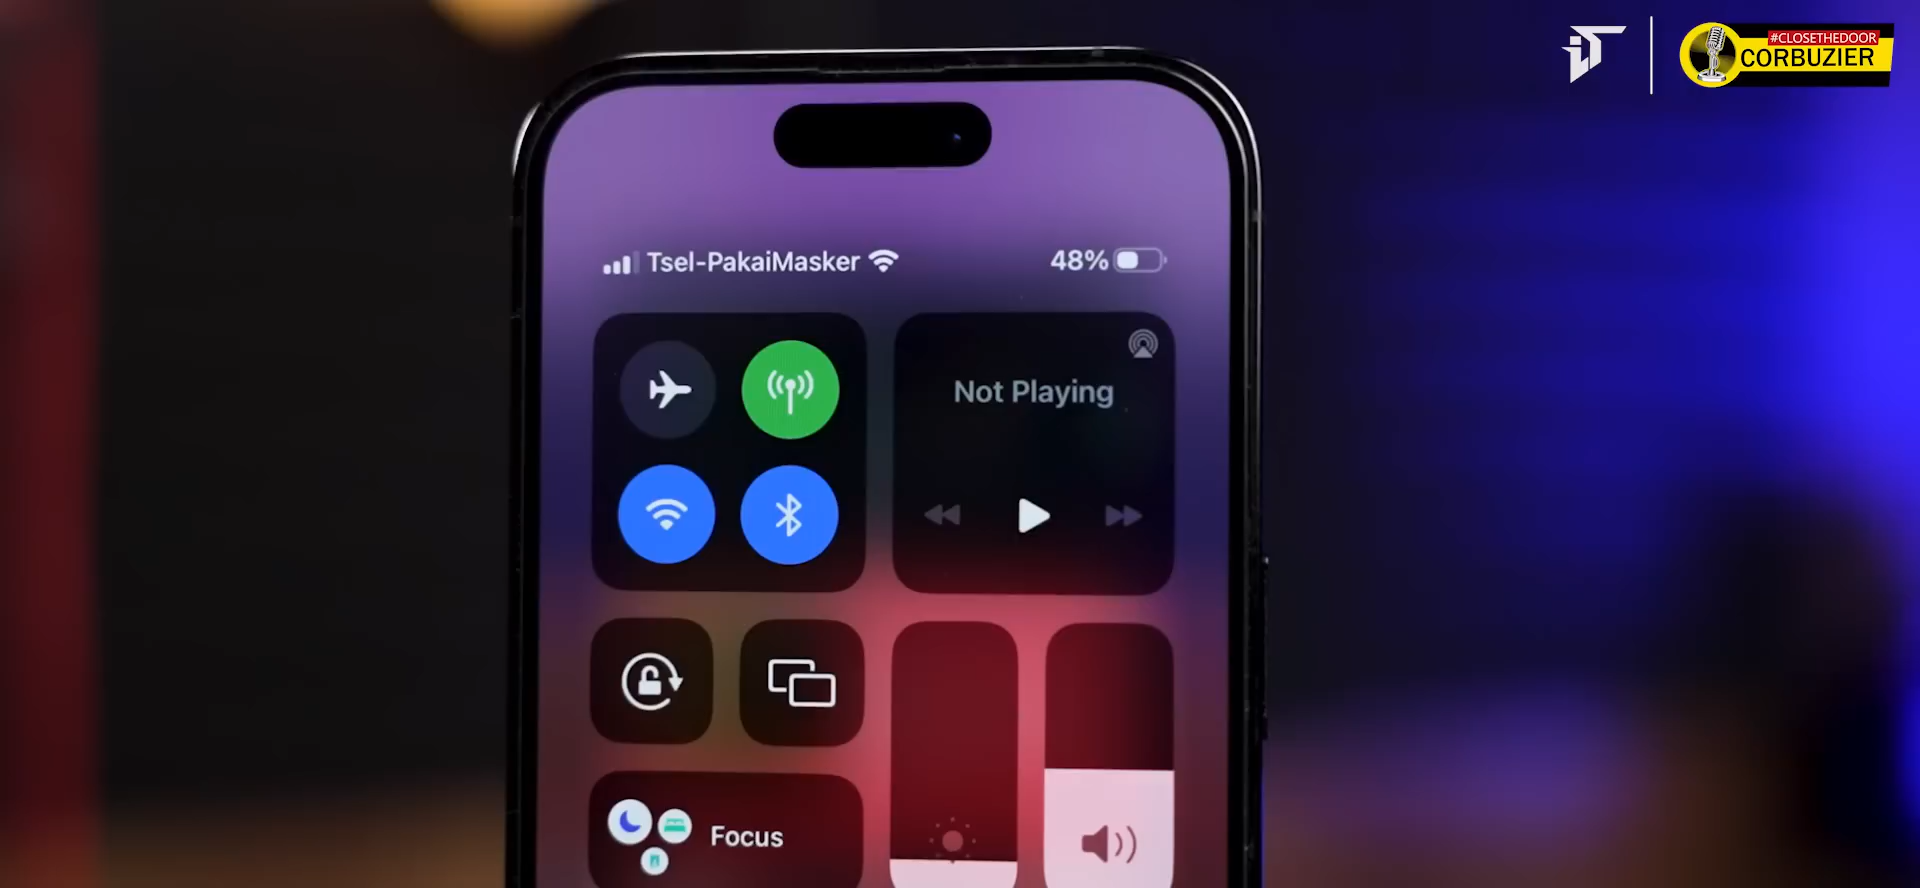 #CLOSETHEDOOR
CORBUZIER
Tsel-PakaiMasker
48%
Not Playing
Focus